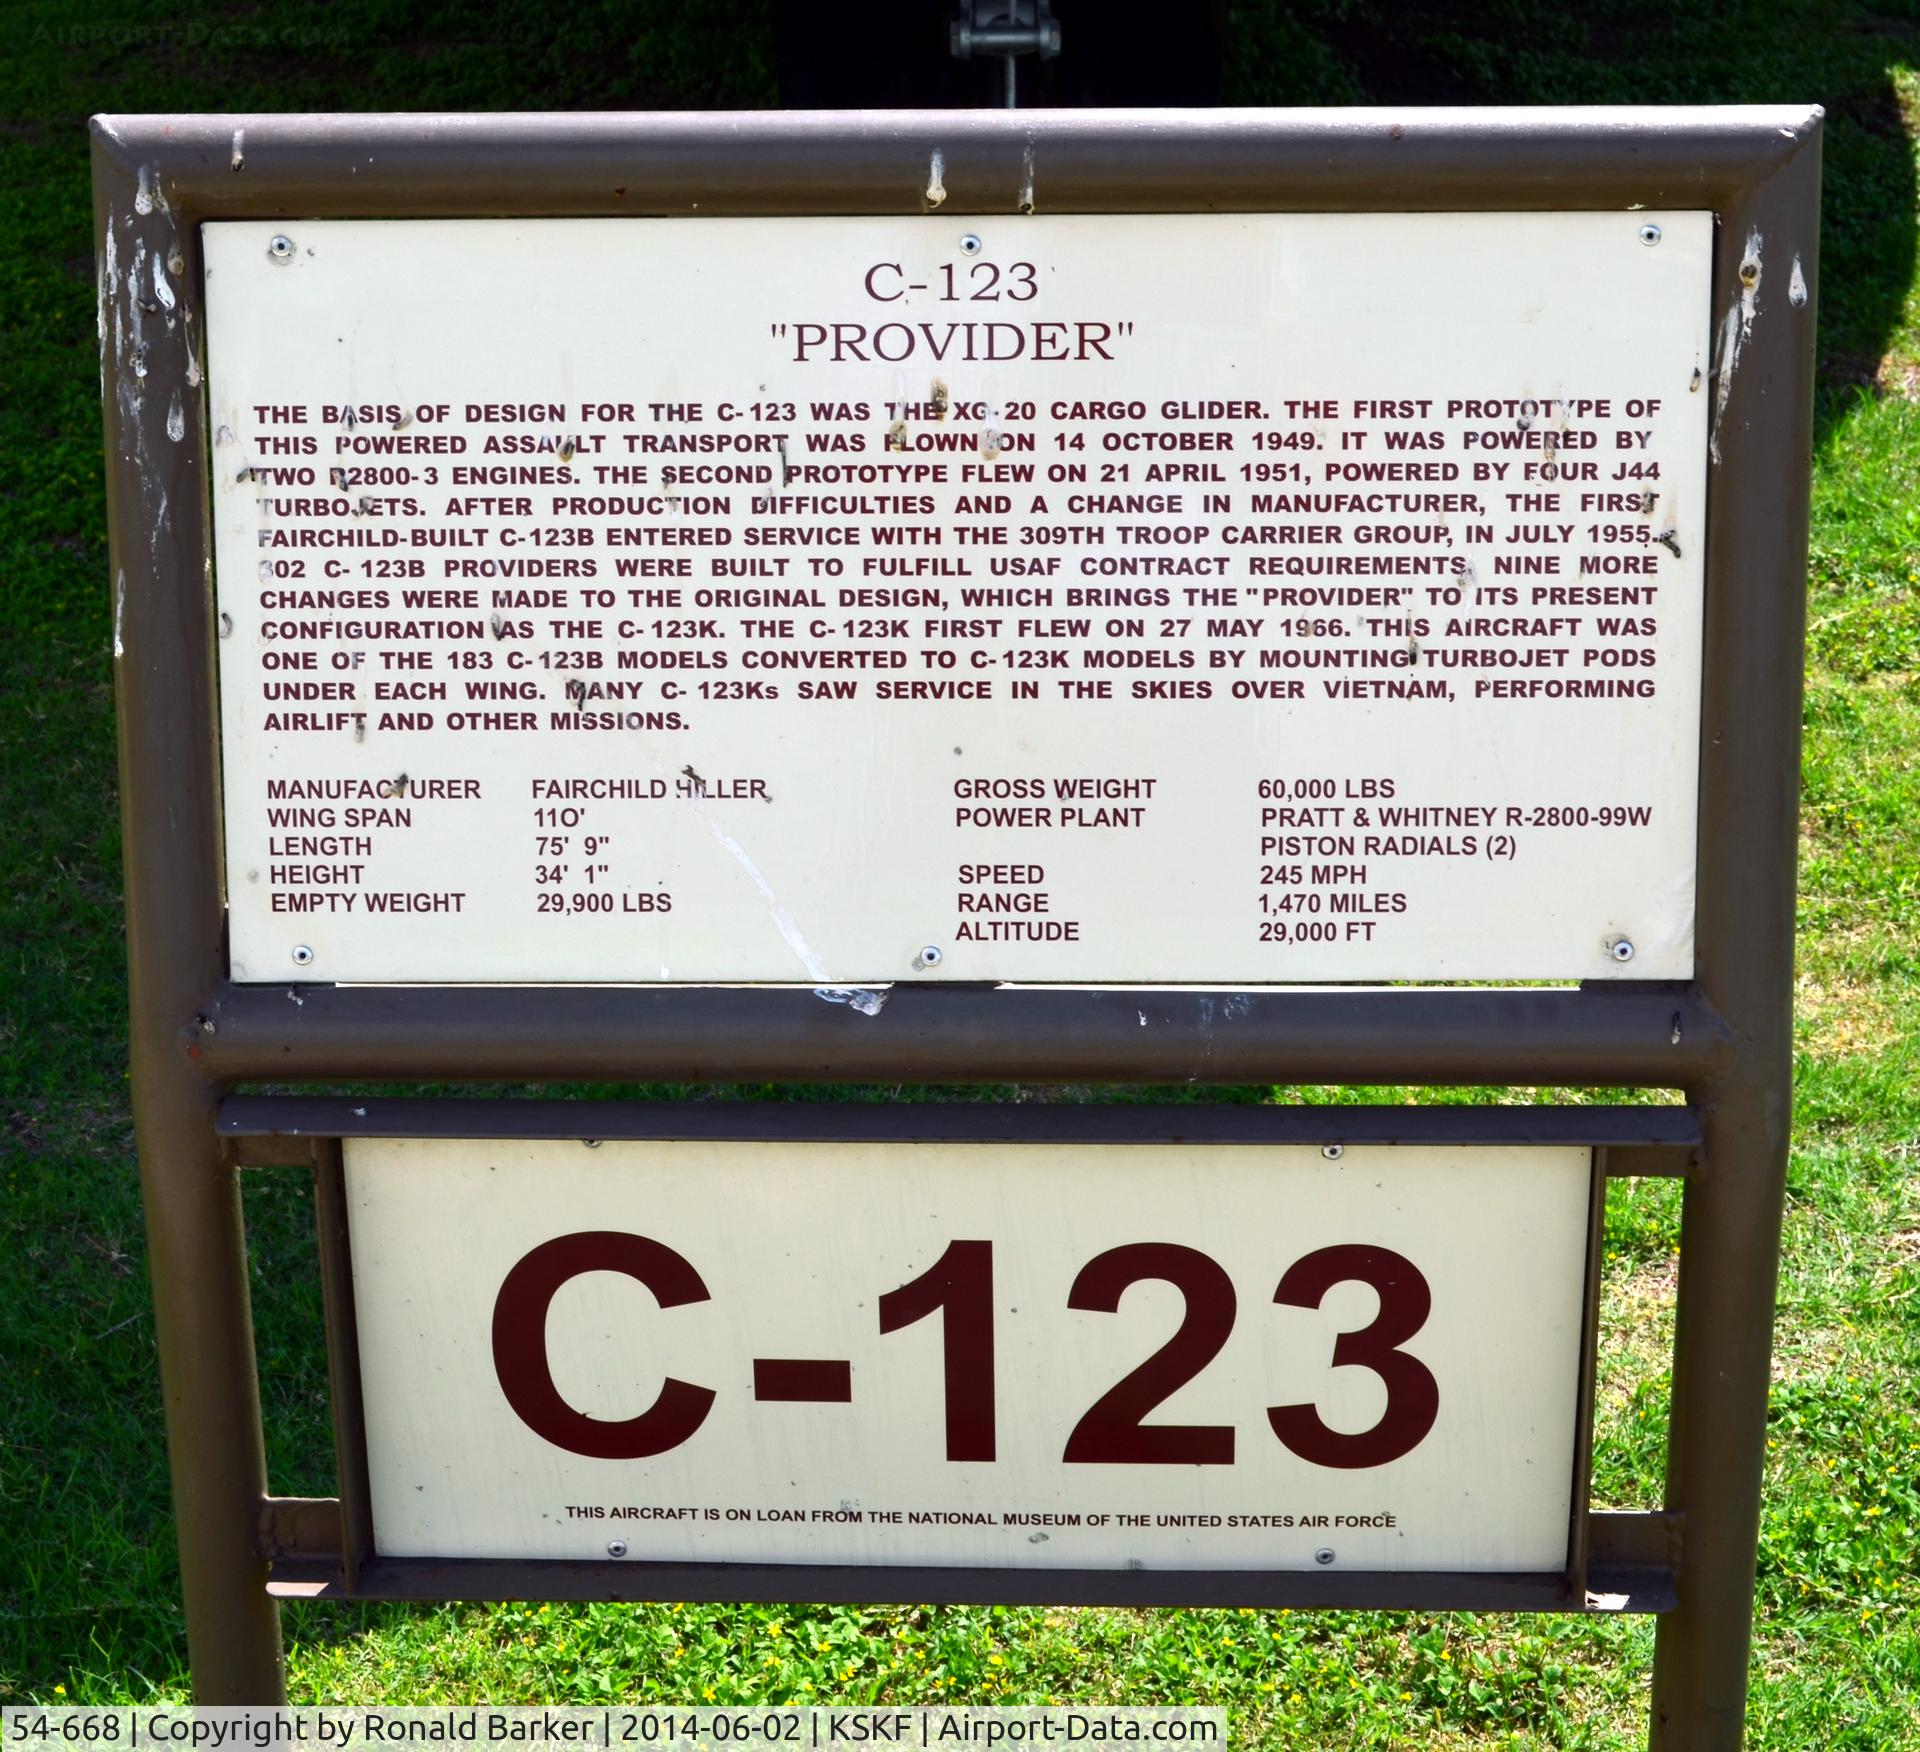 AIRPORT-DATA.COM
C-123
"PROVIDER"
THE BASIS OF DESIGN FOR THE C-123 WAS THE XG-20 CARGO GLIDER. THE FIRST PROTOTYPE OF
THIS POWERED ASSAULT TRANSPORT WAS FLOWN ON 14 OCTOBER 1949. IT WAS POWERED BY
TWO R2800-3 ENGINES. THE SECOND PROTOTYPE FLEW ON 21 APRIL 1951, POWERED BY FOUR J44
TURBOJETS. AFTER PRODUCTION DIFFICULTIES AND A CHANGE IN MANUFACTURER, THE FIRST
FAIRCHILD-BUILT C-123B ENTERED SERVICE WITH THE 309TH TROOP CARRIER GROUP, IN JULY 1955.
302 C-123B PROVIDERS WERE BUILT TO FULFILL USAF CONTRACT REQUIREMENTS. NINE MORE
CHANGES WERE MADE TO THE ORIGINAL DESIGN, WHICH BRINGS THE "PROVIDER" TO ITS PRESENT
CONFIGURATION AS THE C-123K. THE C-123K FIRST FLEW ON 27 MAY 1966. THIS AIRCRAFT WAS
ONE OF THE 183 C-123B MODELS CONVERTED TO C-123K MODELS BY MOUNTING TURBOJET PODS
UNDER EACH WING. MANY C-123Ks SAW SERVICE IN THE SKIES OVER VIETNAM, PERFORMING
AIRLIFT AND OTHER MISSIONS.
MANUFACTURER FAIRCHILD HILLER
WING SPAN 11O'
LENGTH 75' 9"
HEIGHT 34' 1"
EMPTY WEIGHT 29,900 LBS
GROSS WEIGHT 60,000 LBS
POWER PLANT PRATT & WHITNEY R-2800-99W
PISTON RADIALS (2)
SPEED 245 MPH
RANGE 1,470 MILES
ALTITUDE 29,000 FT
C-123
THIS AIRCRAFT IS ON LOAN FROM THE NATIONAL MUSEUM OF THE UNITED STATES AIR FORCE
54-668 | Copyright by Ronald Barker | 2014-06-02 | KSKF | Airport-Data.com